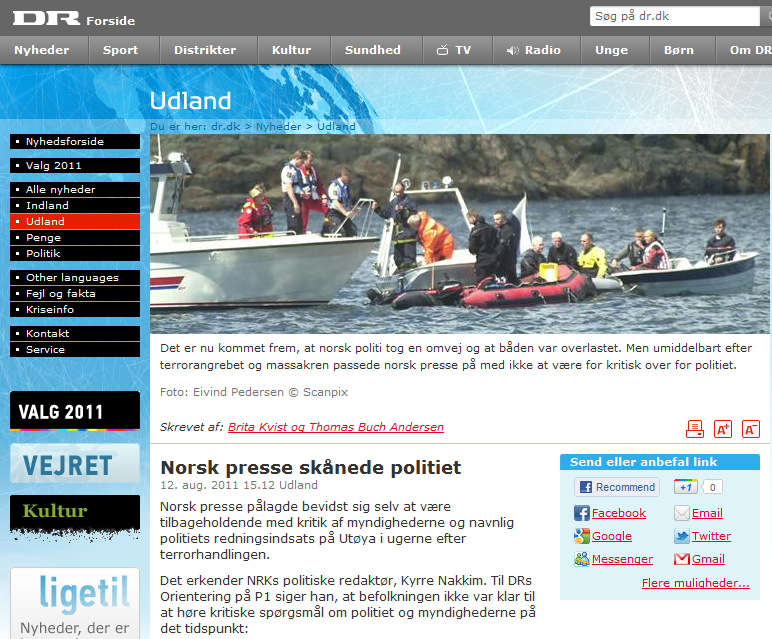 DR Forside
Søg på dr.dk
Nyheder Sport Distrikter Kultur Sundhed TV Radio Unge Børn Om DR
Udland
Du er her: dr.dk > Nyheder > Udland
Nyhedsforside
Valg 2011
Alle nyheder
Indland
Udland
Penge
Politik
Other languages
Fejl og fakta
Kriseinfo
Kontakt
Service
VALG 2011
VEJRET
Kultur
ligetil
Nyheder, der er
Det er nu kommet frem, at norsk politi tog en omvej og at båden var overlastet. Men umiddelbart efter
terrorangrebet og massakren passede norsk presse på med ikke at være for kritisk over for politiet.
Foto: Eivind Pedersen © Scanpix
Skrevet af: Brita Kvist og Thomas Buch Andersen
A+ A-
Norsk presse skånede politiet
12. aug. 2011 15.12 Udland
Norsk presse pålagde bevidst sig selv at være
tilbageholdende med kritik af myndighederne og navnlig
politiets redningsindsats på Utøya i ugerne efter
terrorhandlingen.
Det erkender NRKs politiske redaktør, Kyrre Nakkim. Til DRs
Orientering på P1 siger han, at befolkningen ikke var klar til
at høre kritiske spørgsmål om politiet og myndighederne på
det tidspunkt:
Send eller anbefal link
Recommend +1 0
Facebook Email
Google Twitter
Messenger Gmail
Flere muligheder...